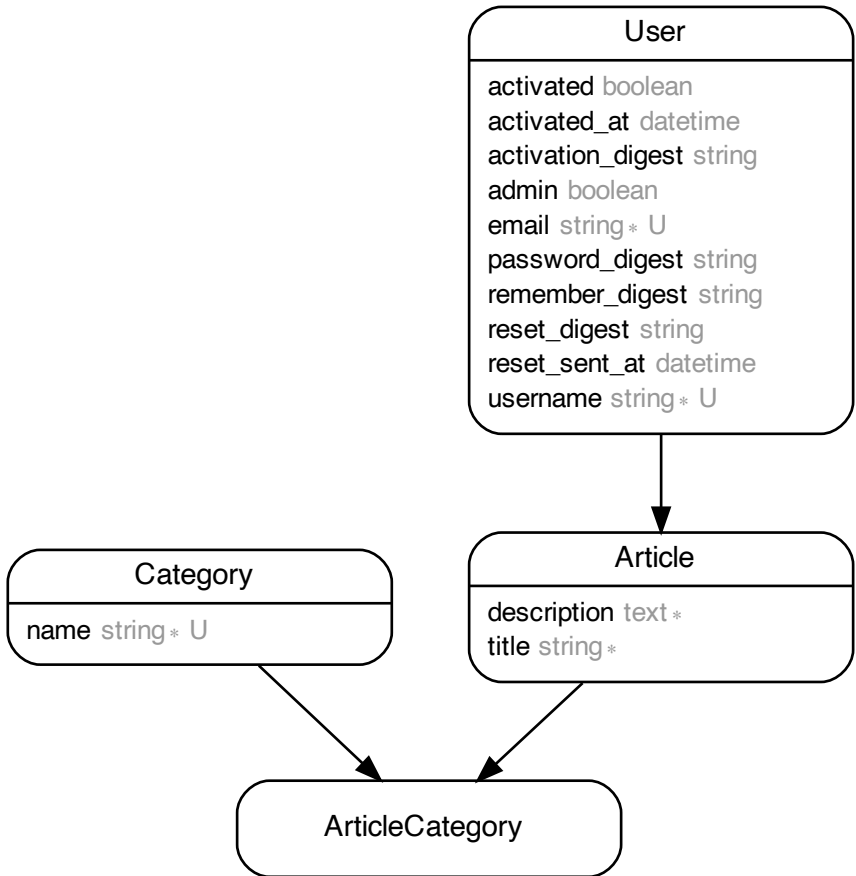 User
activated boolean
activated_at datetime
activation_digest string
admin boolean
email string∗ U
password_digest string
remember_digest string
reset_digest string
reset_sent_at datetime
username string∗ U
Category
name string∗ U
Article
description text∗
title string∗
ArticleCategory